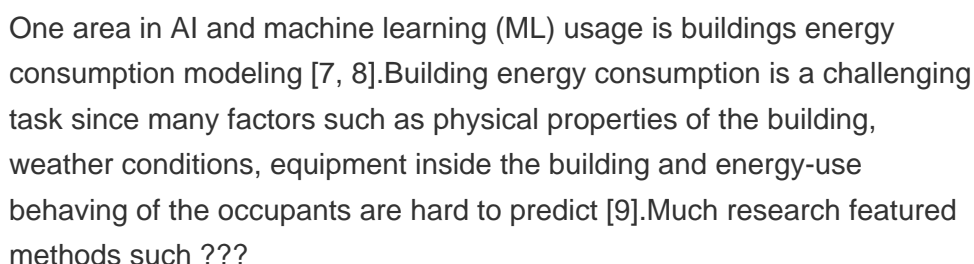 One area in AI and machine learning (ML) usage is buildings energy
consumption modeling [7, 8].Building energy consumption is a challenging
task since many factors such as physical properties of the building,
weather conditions, equipment inside the building and energy-use
behaving of the occupants are hard to predict [9].Much research featured
methods such ???